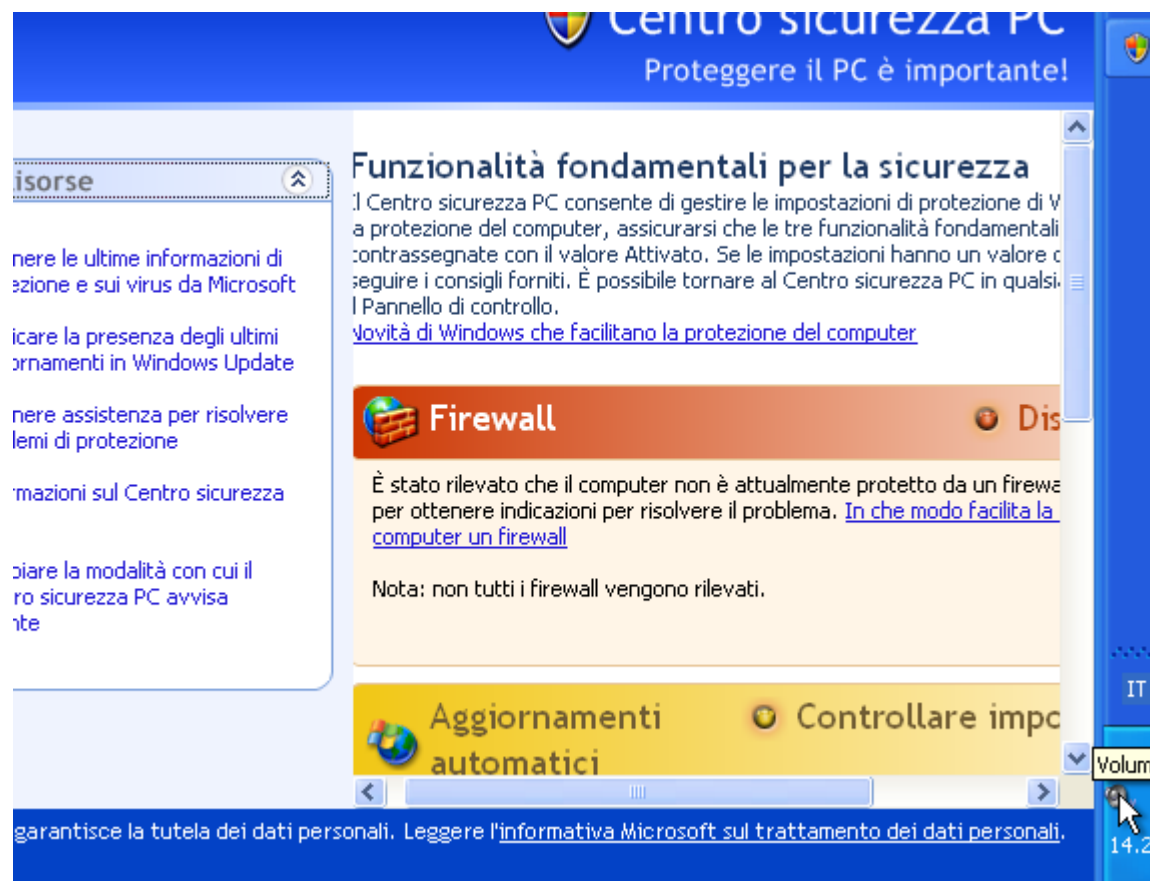 Centro sicurezza PC
Proteggere il PC è importante!
isorse
nere le ultime informazioni di
ezione e sui virus da Microsoft
icare la presenza degli ultimi
ornamenti in Windows Update
nere assistenza per risolvere
lemi di protezione
rmazioni sul Centro sicurezza
biare la modalità con cui il
ro sicurezza PC avvisa
nte
Funzionalità fondamentali per la sicurezza
Il Centro sicurezza PC consente di gestire le impostazioni di protezione di W
a protezione del computer, assicurarsi che le tre funzionalità fondamentali
contrassegnate con il valore Attivato. Se le impostazioni hanno un valore d
seguire i consigli forniti. È possibile tornare al Centro sicurezza PC in qualsia
l Pannello di controllo.
Novità di Windows che facilitano la protezione del computer
Firewall
Dis
È stato rilevato che il computer non è attualmente protetto da un firewa
per ottenere indicazioni per risolvere il problema. In che modo facilita la
computer un firewall
Nota: non tutti i firewall vengono rilevati.
Aggiornamenti
automatici
Controllare impo
garantisce la tutela dei dati personali. Leggere l'informativa Microsoft sul trattamento dei dati personali.
IT
Volum
14.2